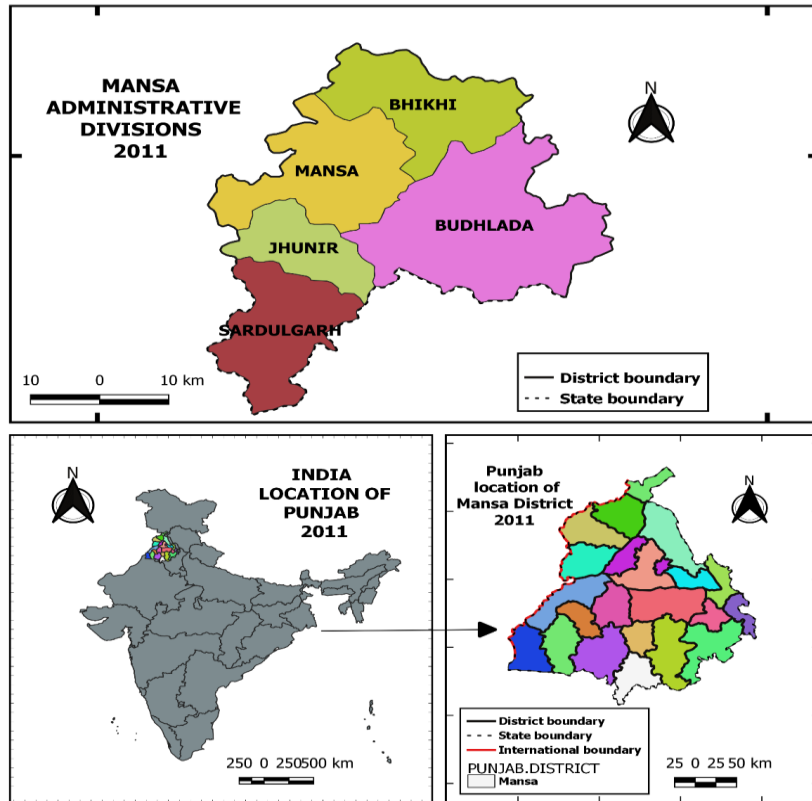 MANSA
ADMINISTRATIVE
DIVISIONS
2011
N
BHIKHI
MANSA
BUDHLADA
JHUNIR
SARDULGARH
10 0 10 km
District boundary
State boundary
N
INDIA
LOCATION OF
PUNJAB
2011
250 0 250500 km
Punjab
location of
Mansa District
2011
N
District boundary
State boundary
International boundary
PUNJAB.DISTRICT
Mansa
25 0 25 50 km